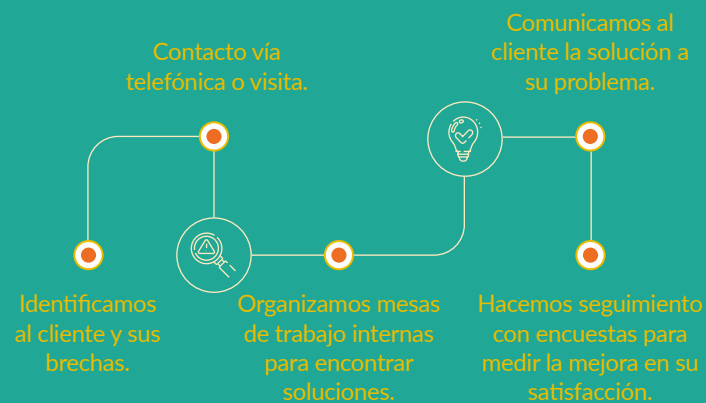 Identificamos
al cliente y sus
brechas.
Contacto vía
telefónica o visita.
Organizamos mesas
de trabajo internas
para encontrar
soluciones.
Comunicamos al
cliente la solución a
su problema.
Hacemos seguimiento
con encuestas para
medir la mejora en su
satisfacción.